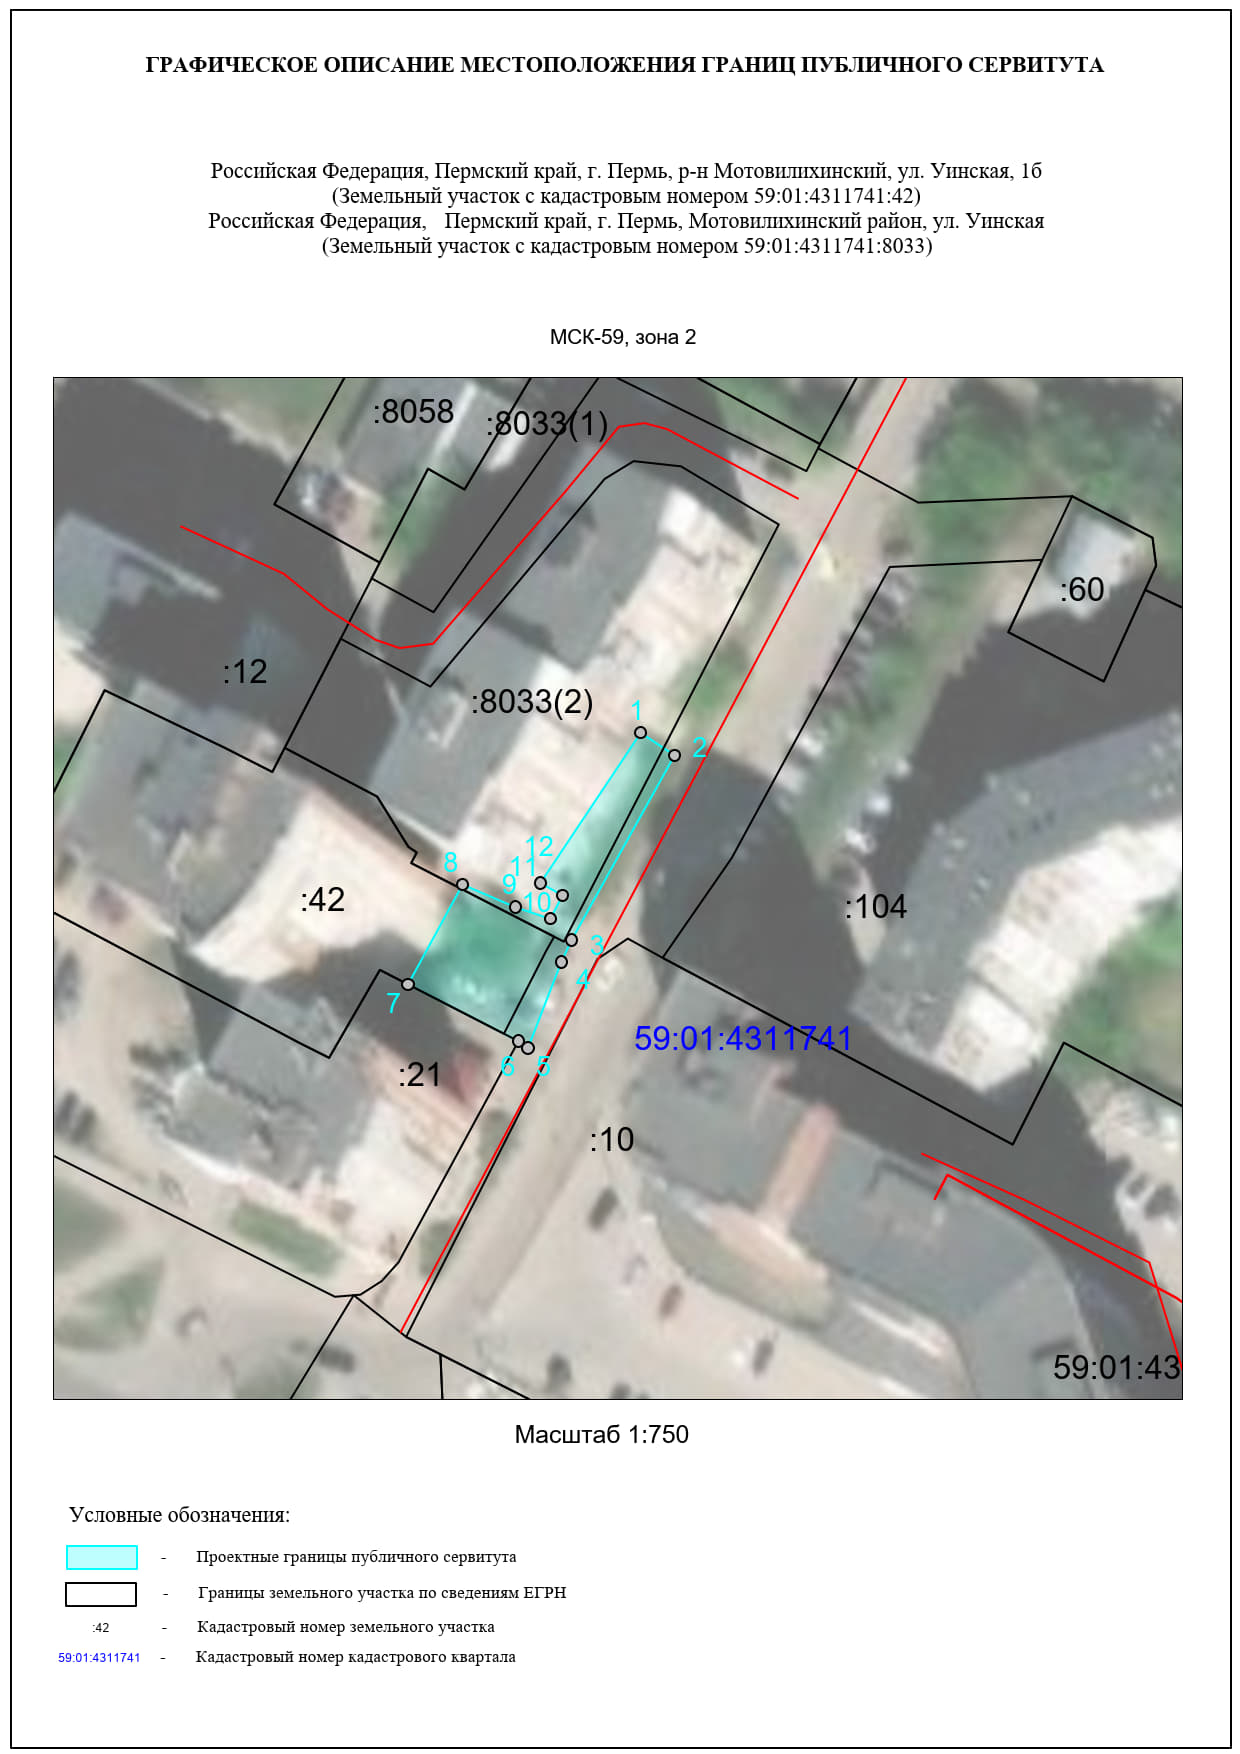 ГРАФИЧЕСКОЕ ОПИСАНИЕ МЕСТОПОЛОЖЕНИЯ ГРАНИЦ ПУБЛИЧНОГО СЕРВИТУТА
Российская Федерация, Пермский край, г. Пермь, р-н Мотовилихинский, ул. Уинская, 1б
(Земельный участок с кадастровым номером 59:01:4311741:42)
Российская Федерация, Пермский край, г. Пермь, Мотовилихинский район, ул. Уинская
(Земельный участок с кадастровым номером 59:01:4311741:8033)
МСК-59, зона 2
:8058
:8033(1)
:60
:12
:8033(2)
1
2
12
8
11
9
10
:42
:104
3
4
7
59:01:4311741
6
5
:21
:10
59:01:43
Масштаб 1:750
Условные обозначения:
- Проектные границы публичного сервитута
- Границы земельного участка по сведениям ЕГРН
:42 - Кадастровый номер земельного участка
59:01:4311741 - Кадастровый номер кадастрового квартала